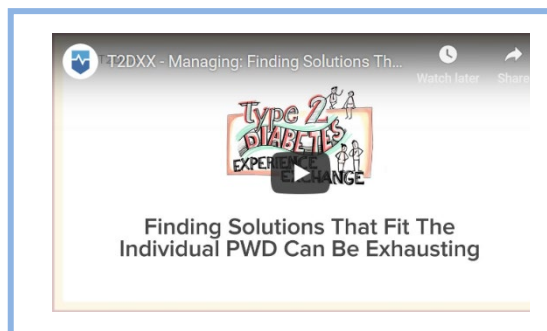 T2DXX - Managing: Finding Solutions Th...
Watch later
Share
Type 2
DIABETES
EXPERIENCE
EXCHANGE
Finding Solutions That Fit The
Individual PWD Can Be Exhausting